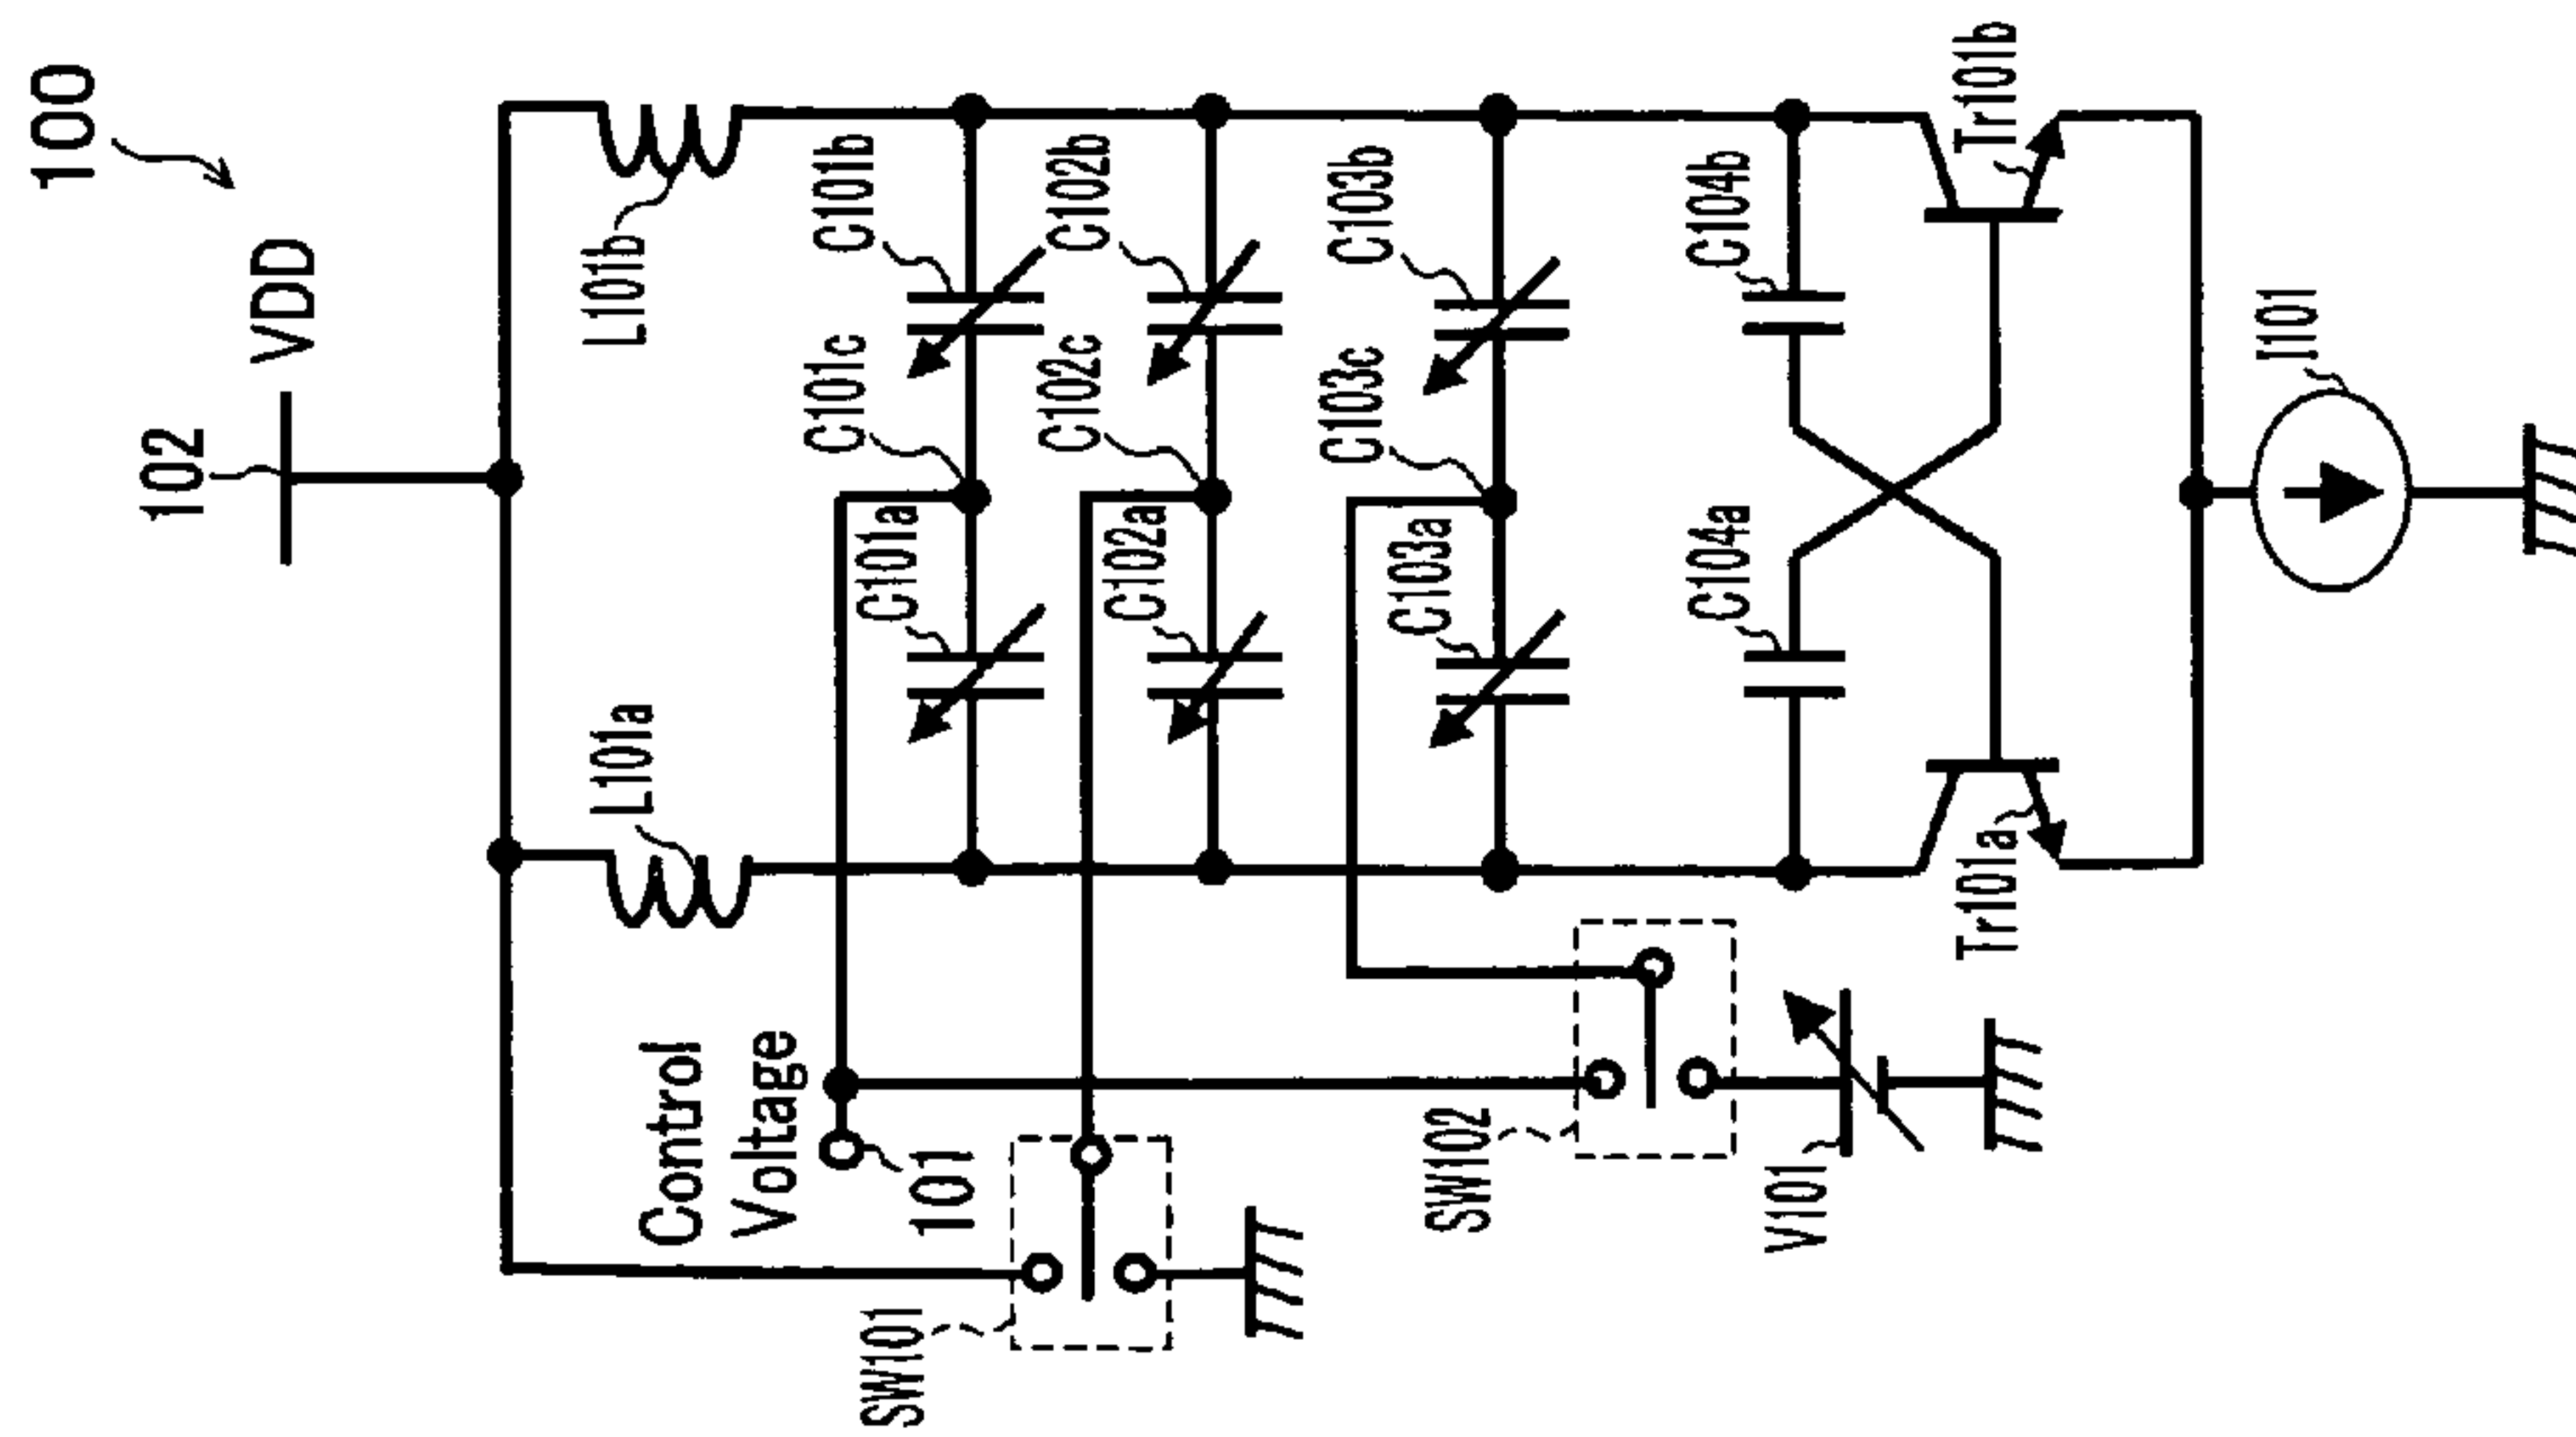 100
102
VDD
L101a
L101b
Control
Voltage
101
C101a
C101c
C101b
SW101
C102a
C102c
C102b
SW102
C103a
C103c
C103b
V101
C104a
C104b
Tr101a
Tr101b
I101